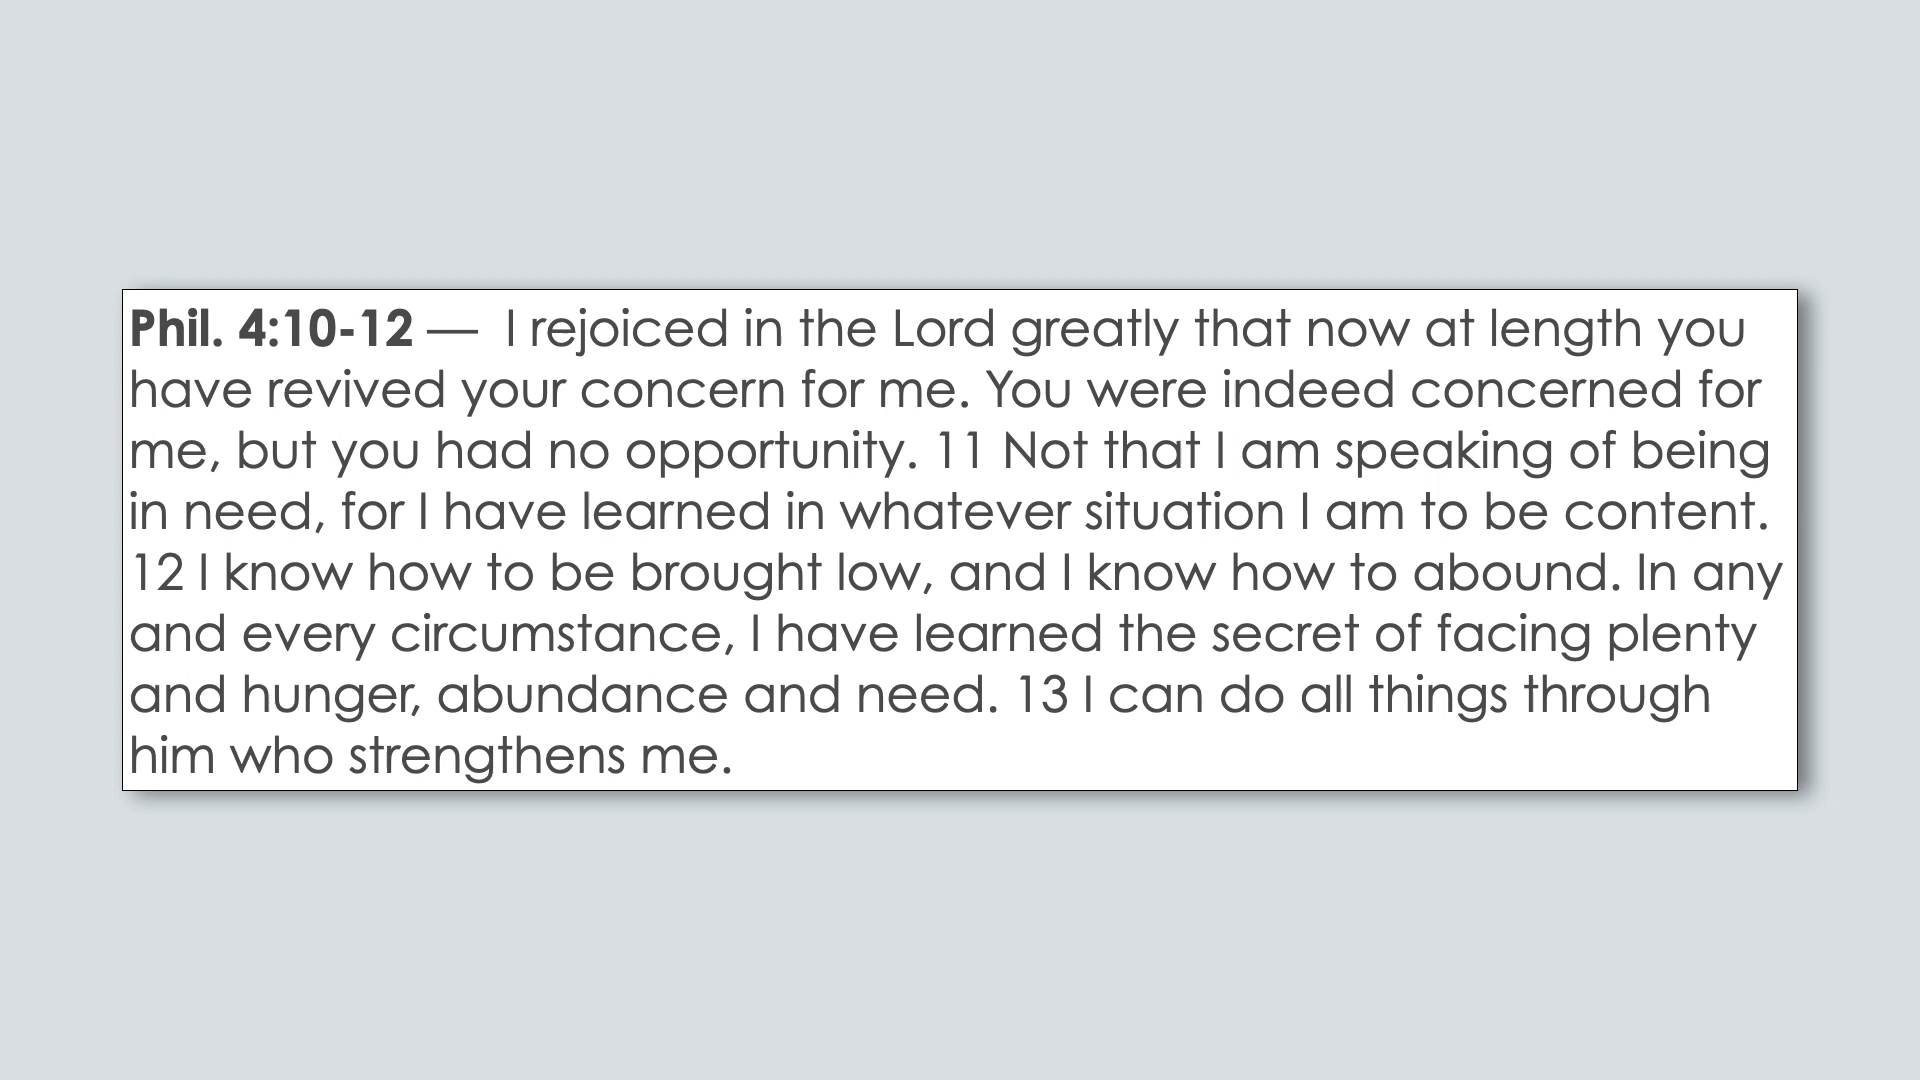 Phil. 4:10-12 —  I rejoiced in the Lord greatly that now at length you
have revived your concern for me. You were indeed concerned for
me, but you had no opportunity. 11 Not that I am speaking of being
in need, for I have learned in whatever situation I am to be content.
12 I know how to be brought low, and I know how to abound. In any
and every circumstance, I have learned the secret of facing plenty
and hunger, abundance and need. 13 I can do all things through
him who strengthens me.